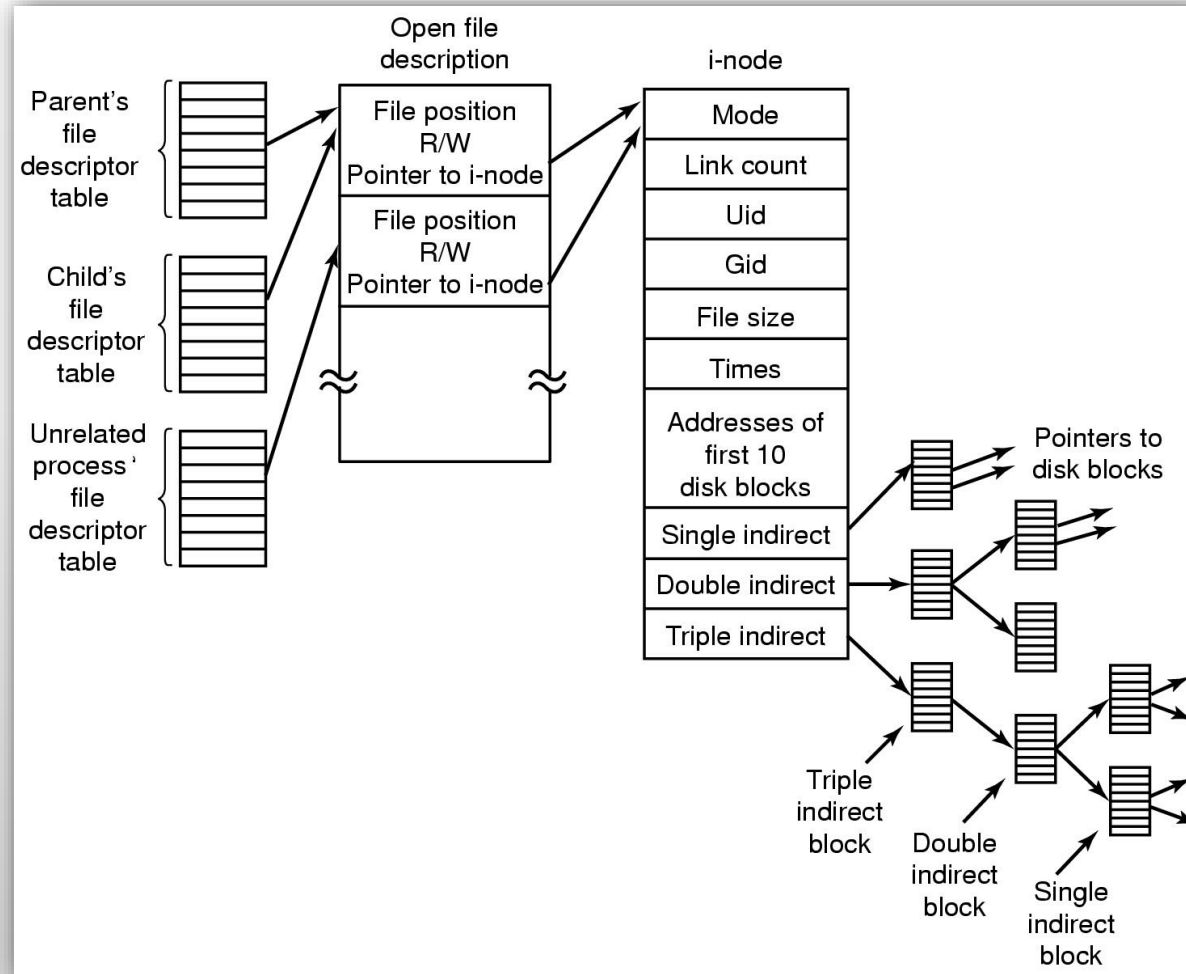 Open file
description
i-node
Parent's
file
descriptor
table
Child's
file
descriptor
table
Unrelated
process'
file
descriptor
table
File position
R/W
Pointer to i-node
File position
R/W
Pointer to i-node
Mode
Link count
Uid
Gid
File size
Times
Addresses of
first 10
disk blocks
Single indirect
Double indirect
Triple indirect
Pointers to
disk blocks
Triple
indirect
block
Double
indirect
block
Single
indirect
block